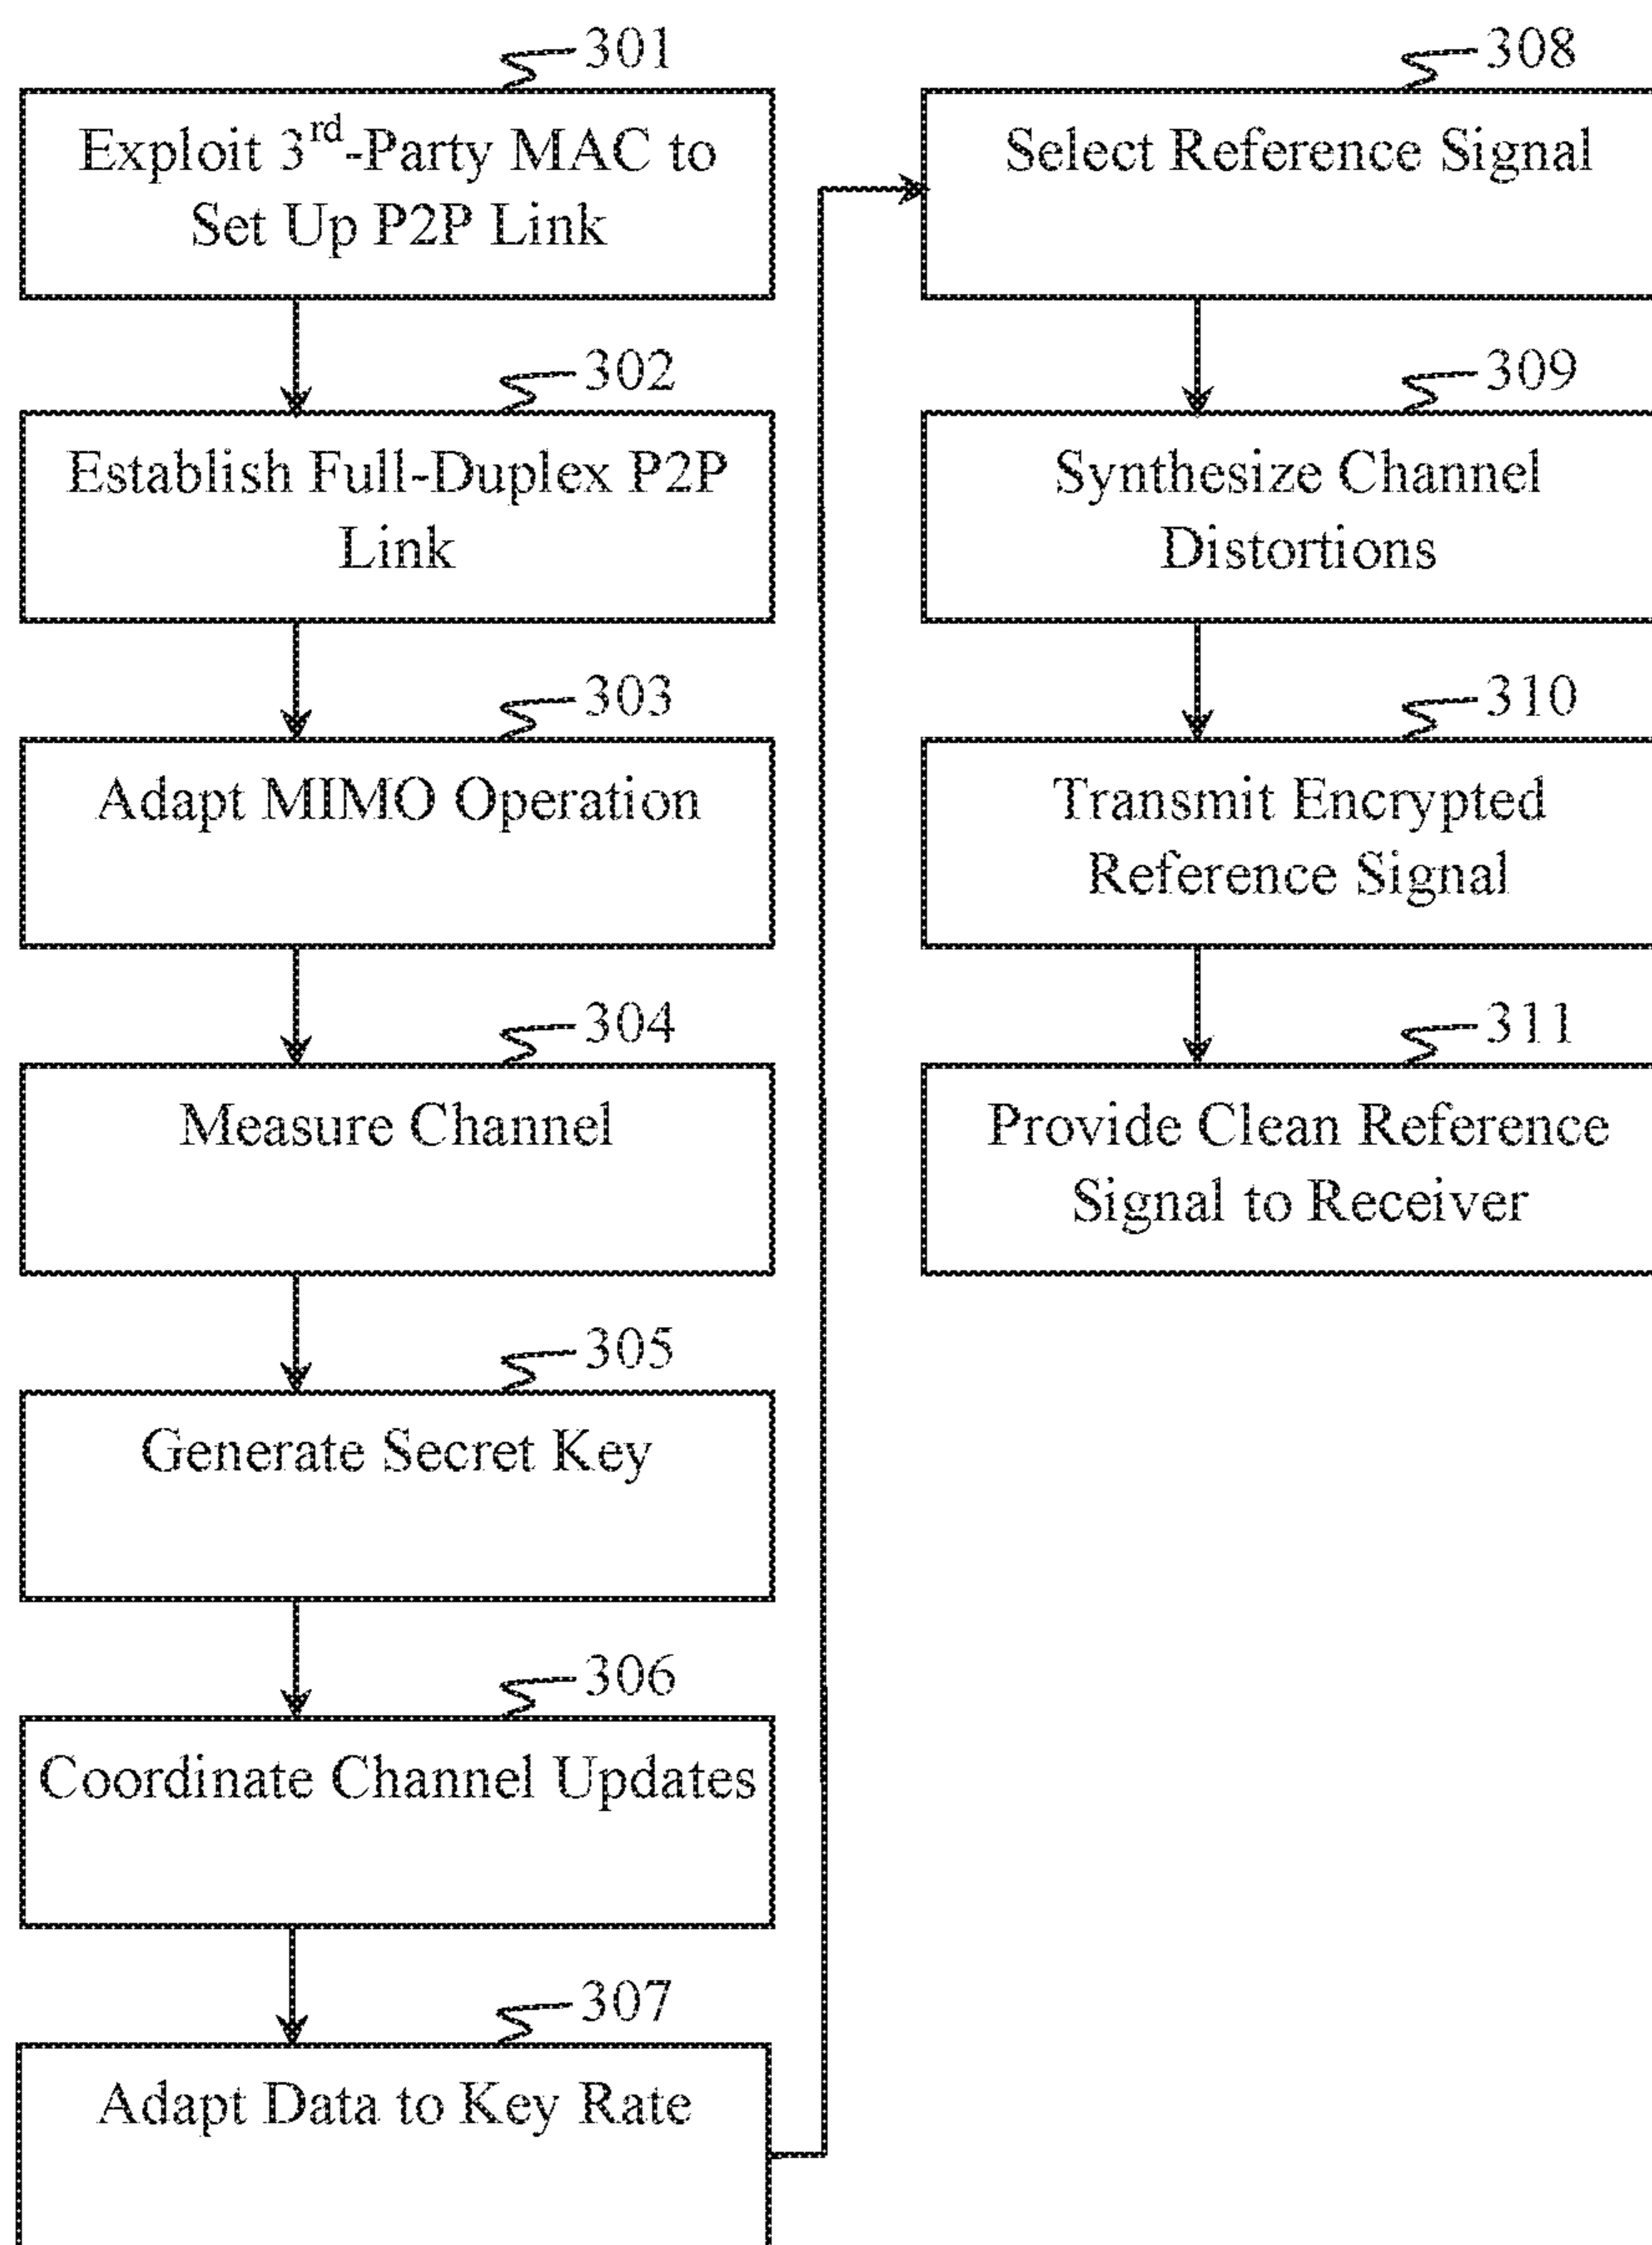 301
Exploit 3rd-Party MAC to
Set Up P2P Link
302
Establish Full-Duplex P2P
Link
303
Adapt MIMO Operation
304
Measure Channel
305
Generate Secret Key
306
Coordinate Channel Updates
307
Adapt Data to Key Rate
308
Select Reference Signal
309
Synthesize Channel
Distortions
310
Transmit Encrypted
Reference Signal
311
Provide Clean Reference
Signal to Receiver